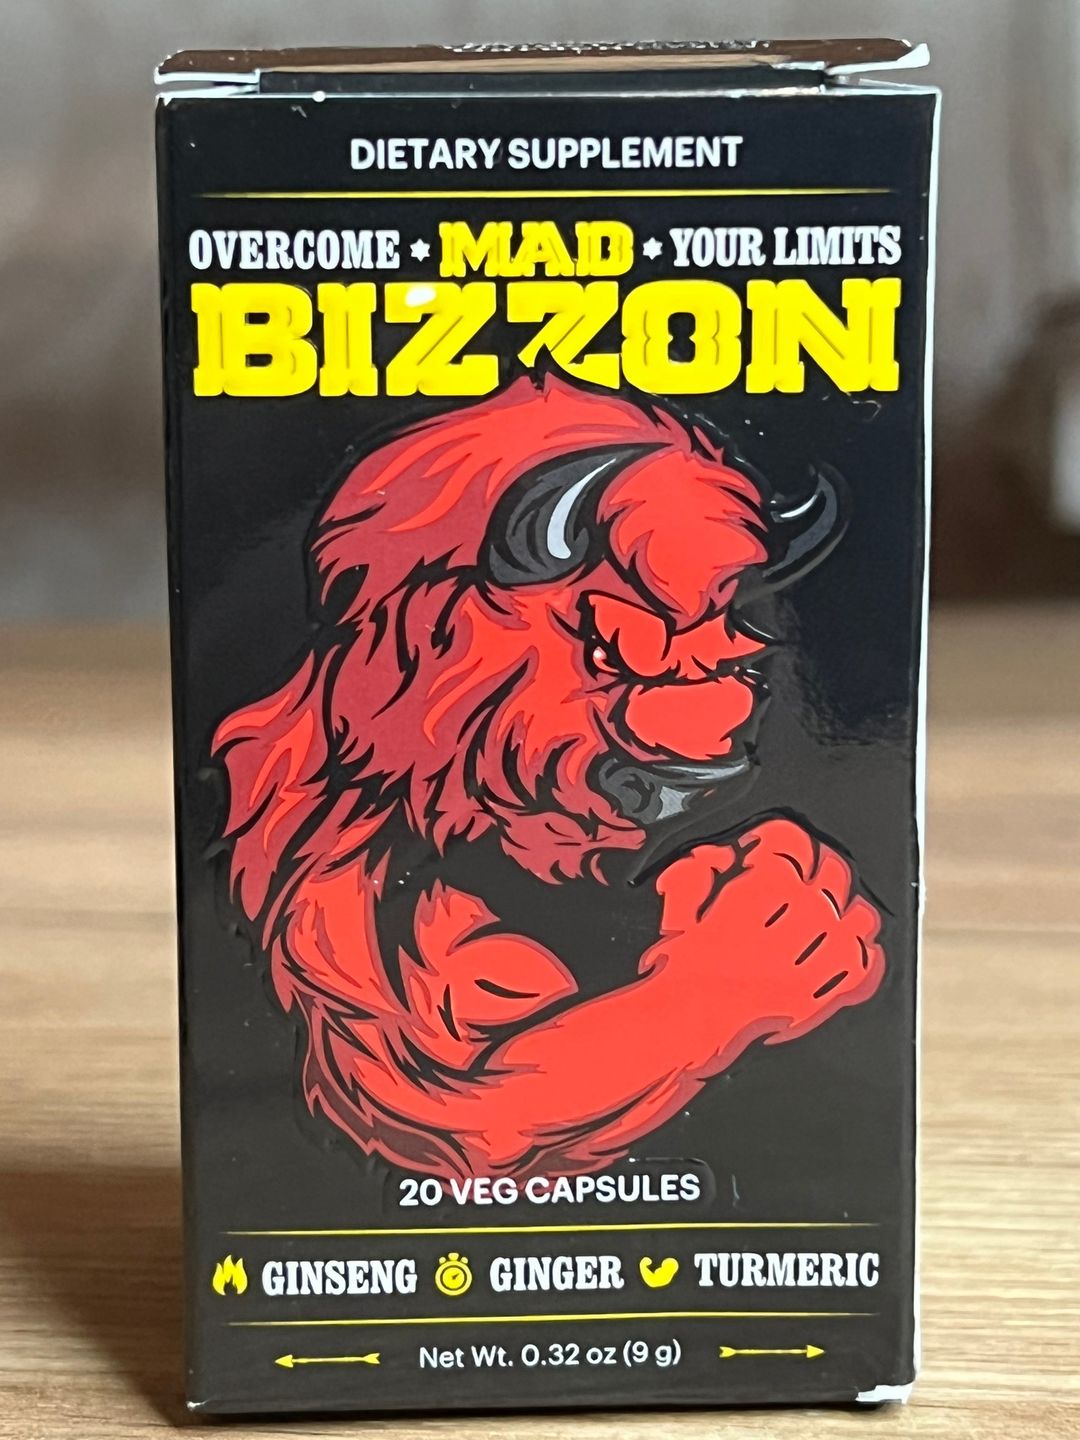 DIETARY SUPPLEMENT
OVERCOME * MAD * YOUR LIMITS
BIZZON
20 VEG CAPSULES
GINSENG GINGER TURMERIC
Net Wt. 0.32 oz (9 g)